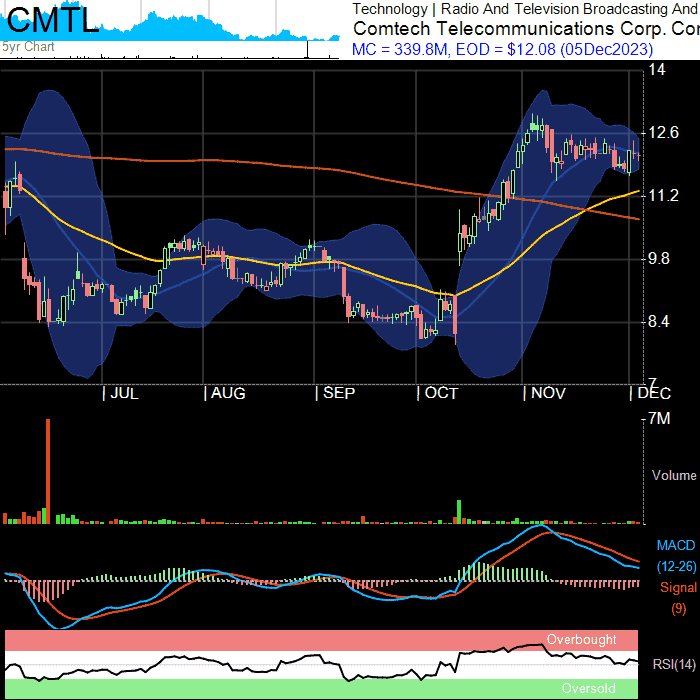 CMTL
5yr Chart
Technology | Radio And Television Broadcasting And
Comtech Telecommunications Corp. Cor
MC = 339.8M, EOD = $12.08 (05Dec2023)
14
12.6
11.2
9.8
8.4
7
| JUL | AUG | SEP | OCT | NOV | DEC
7M
Volume
MACD
(12-26)
Signal
(9)
Overbought
RSI(14)
Oversold